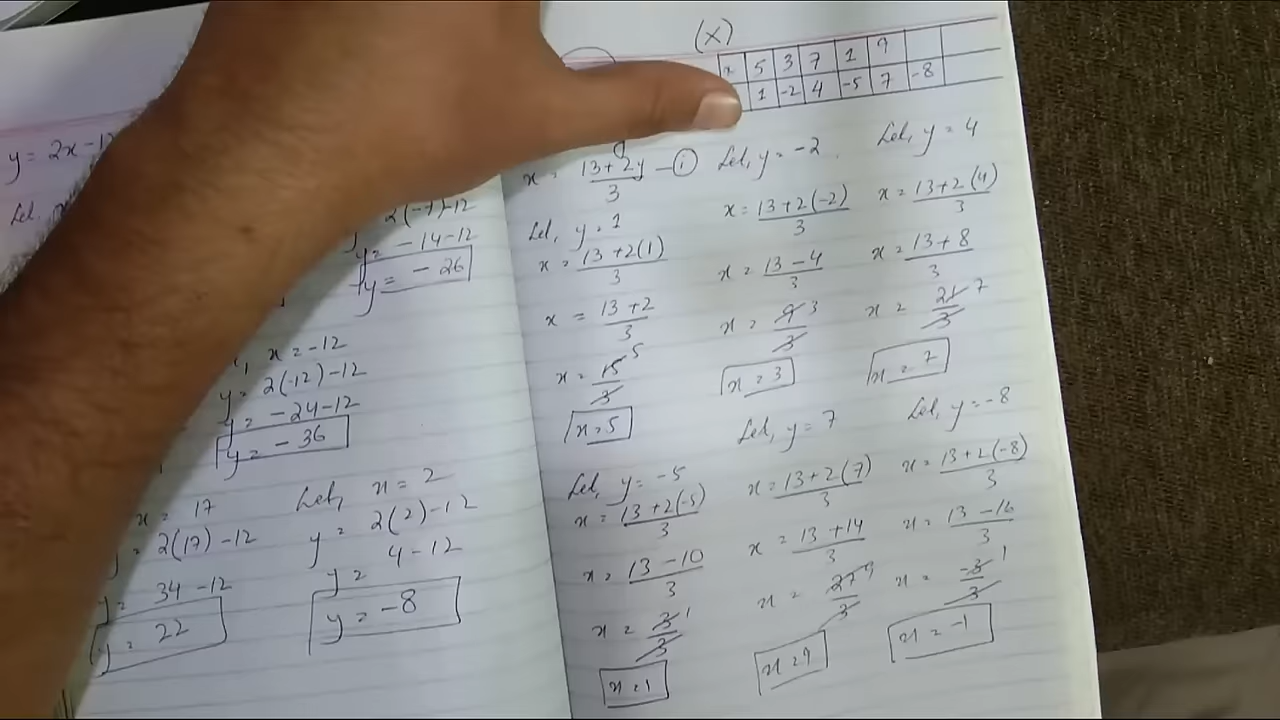 y = 2x-12
Let,
2(-7)-12
y = -14-12
y = -26
x = -12
y = 2(-12)-12
y = -24-12
y = -36
x = 17
y = 2(17)-12
y = 34-12
y = 22
Let, x = 2
y = 2(2)-12
y = 4-12
y = -8
(x)
x 5 3 7 1 9
1 -2 4 -5 7 -8
x = 13+2y/3 — i
Let, y = 1
x = 13+2(1)/3
x = 13+2/3
x = 15/3 5
x = 5
Let, y = -2
x = 13+2(-2)/3
x = 13-4/3
x = 9/3 3
x = 3
Let, y = 4
x = 13+2(4)/3
x = 13+8/3
x = 21/3 7
x = 7
Let, y = -5
x = 13+2(-5)/3
x = 13-10/3
x = 3/3 1
x = 1
Let, y = 7
x = 13+2(7)/3
x = 13+14/3
x = 27/3 9
x = 9
Let, y = -8
x = 13+2(-8)/3
x = 13-16/3
x = -3/3 1
x = -1